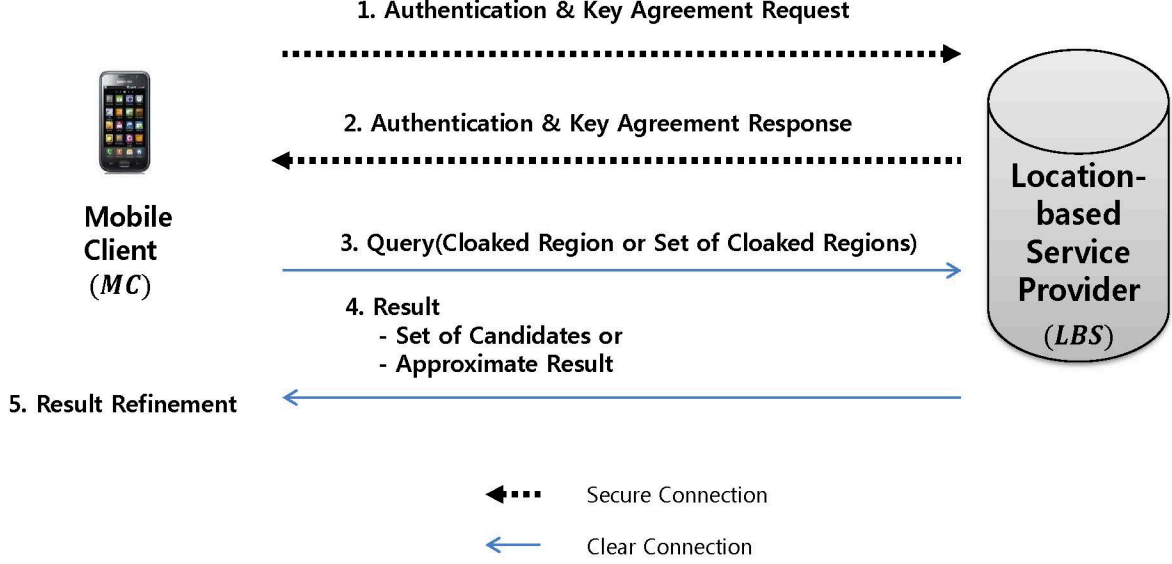 1. Authentication & Key Agreement Request
2. Authentication & Key Agreement Response
Mobile
Client
(MC)
Location-
based
Service
Provider
(LBS)
3. Query(Cloaked Region or Set of Cloaked Regions)
4. Result
- Set of Candidates or
- Approximate Result
5. Result Refinement
Secure Connection
Clear Connection